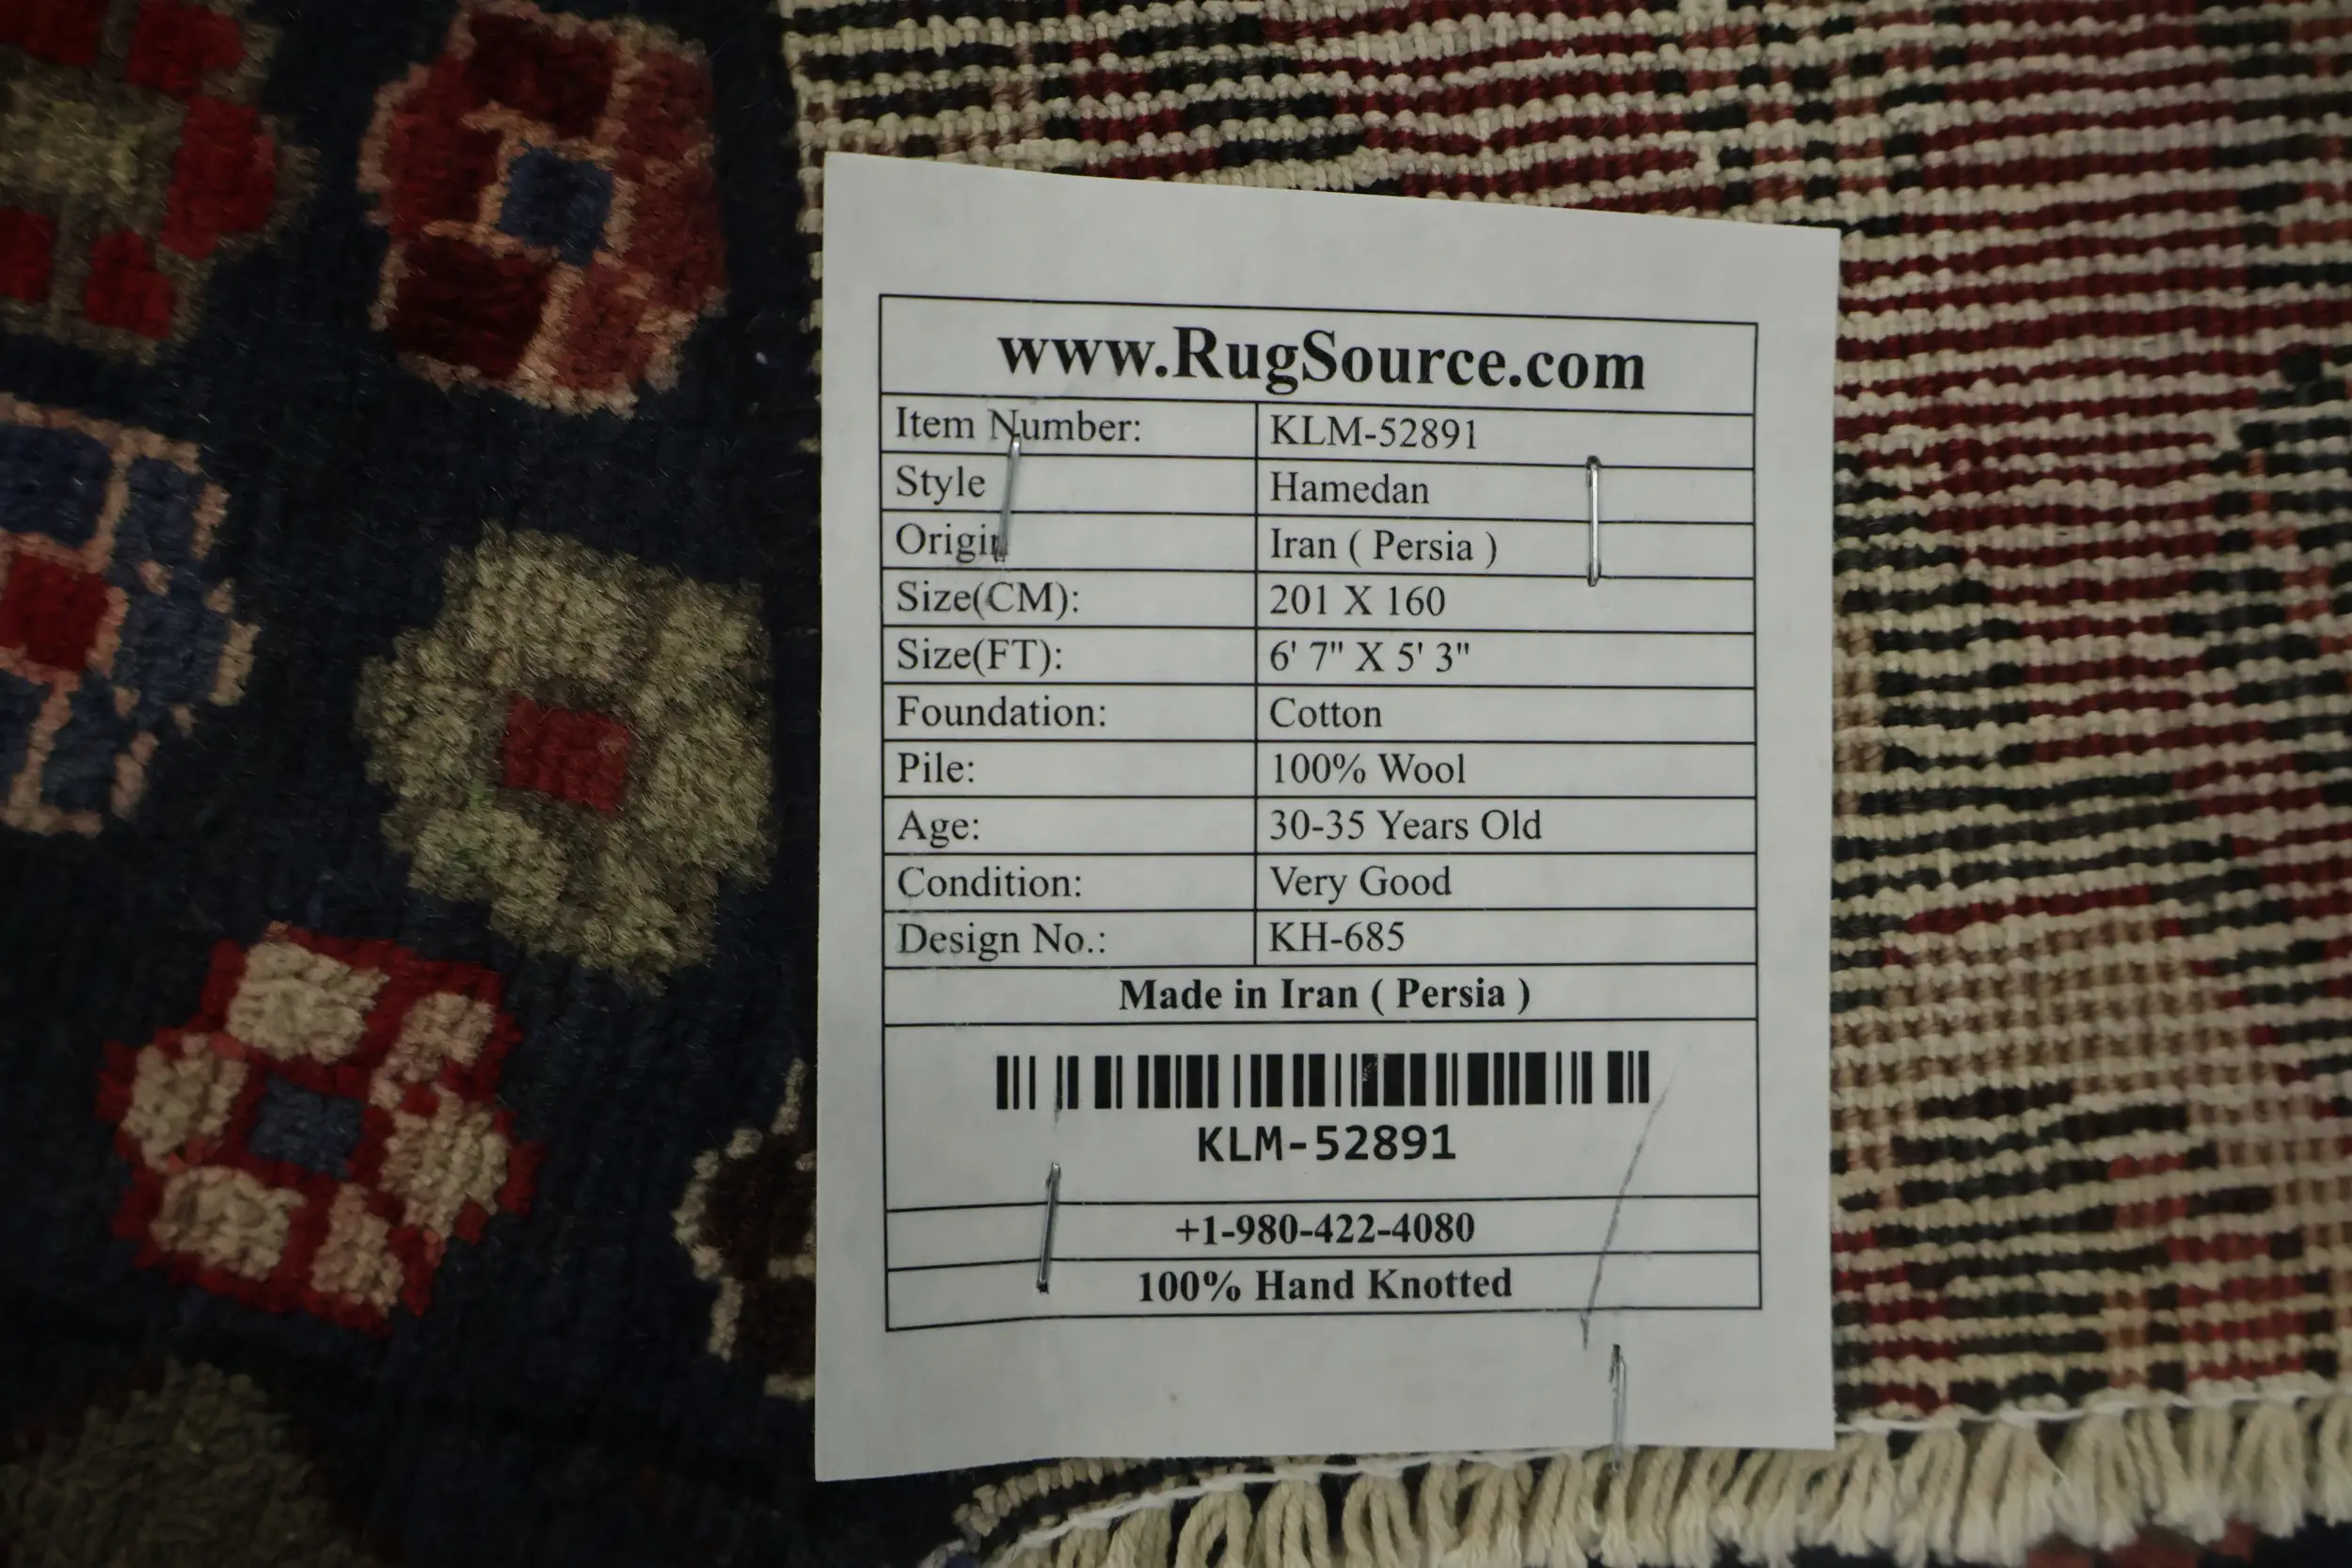 www.RugSource.com
Item Number: KLM-52891
Style Hamedan
Origin Iran ( Persia )
Size(CM): 201 X 160
Size(FT): 6' 7" X 5' 3"
Foundation: Cotton
Pile: 100% Wool
Age: 30-35 Years Old
Condition: Very Good
Design No.: KH-685
Made in Iran ( Persia )
KLM-52891
+1-980-422-4080
100% Hand Knotted